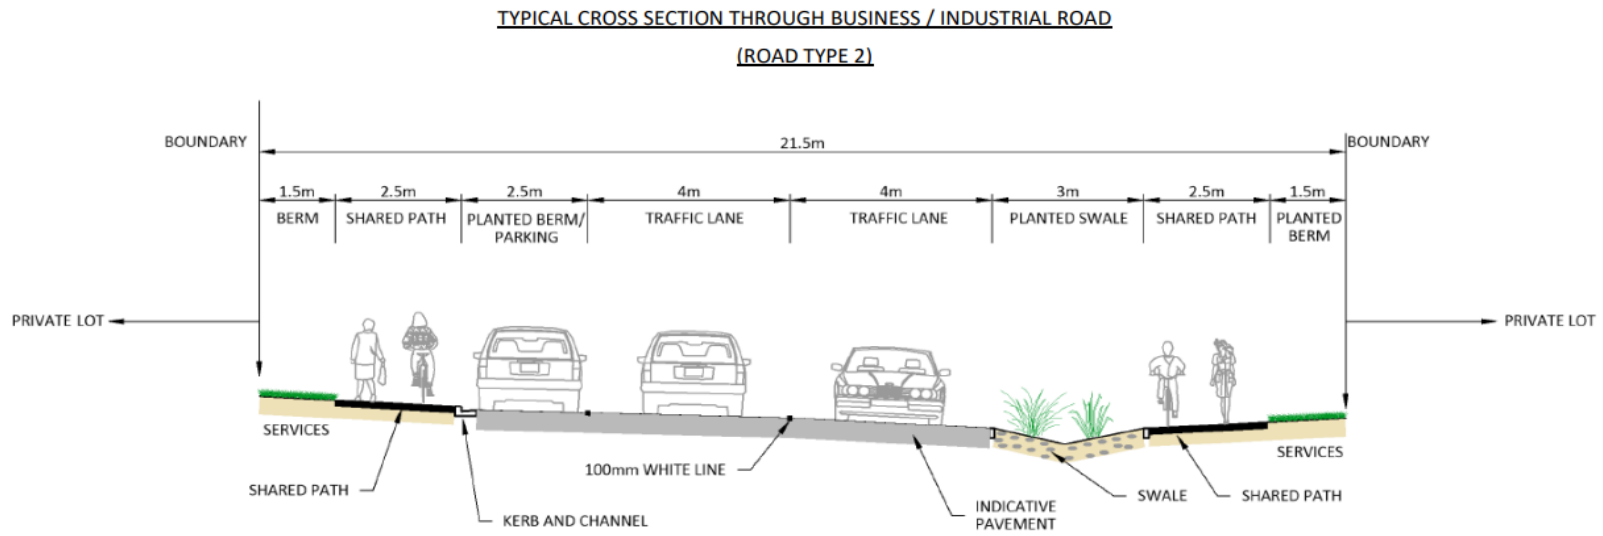 TYPICAL CROSS SECTION THROUGH BUSINESS / INDUSTRIAL ROAD
(ROAD TYPE 2)
BOUNDARY
21.5m
BOUNDARY
1.5m
2.5m
2.5m
4m
4m
3m
2.5m
1.5m
BERM
SHARED PATH
PLANTED BERM/
PARKING
TRAFFIC LANE
TRAFFIC LANE
PLANTED SWALE
SHARED PATH
PLANTED
BERM
PRIVATE LOT
PRIVATE LOT
SERVICES
SERVICES
100mm WHITE LINE
SHARED PATH
SWALE
SHARED PATH
INDICATIVE
PAVEMENT
KERB AND CHANNEL